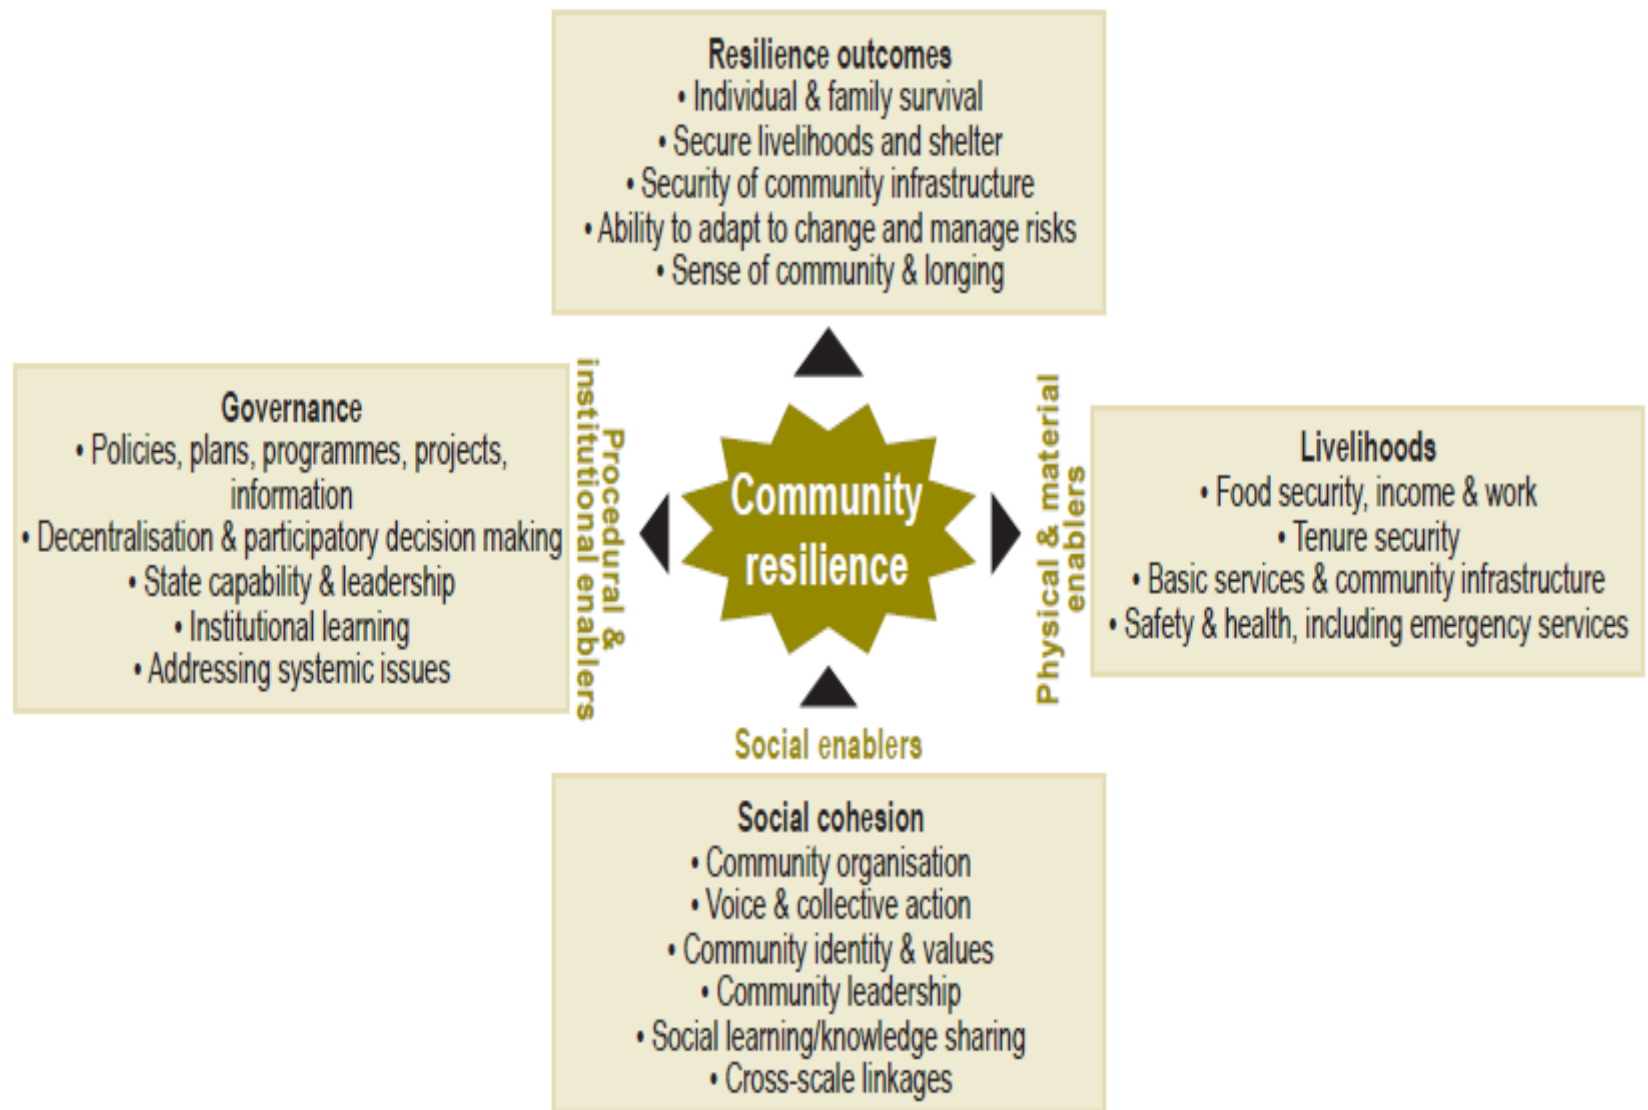 Resilience outcomes
• Individual & family survival
• Secure livelihoods and shelter
• Security of community infrastructure
• Ability to adapt to change and manage risks
• Sense of community & longing
Governance
• Policies, plans, programmes, projects,
information
• Decentralisation & participatory decision making
• State capability & leadership
• Institutional learning
• Addressing systemic issues
Procedural &
institutional enablers
Community
resilience
Physical & material
enablers
Livelihoods
• Food security, income & work
• Tenure security
• Basic services & community infrastructure
• Safety & health, including emergency services
Social enablers
Social cohesion
• Community organisation
• Voice & collective action
• Community identity & values
• Community leadership
• Social learning/knowledge sharing
• Cross-scale linkages